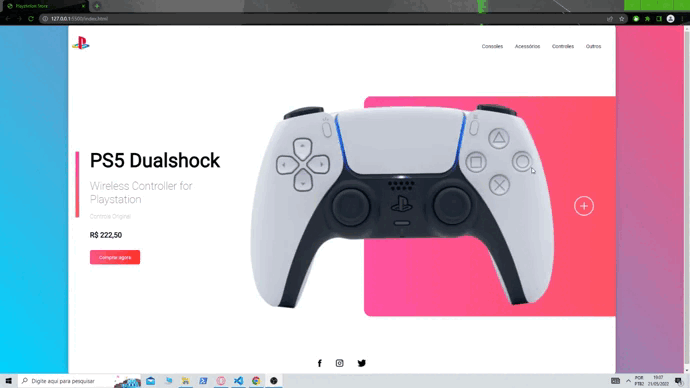 Playstation Store
127.0.0.1:5500/index.html
Consoles Acessórios Controles Outros
PS5 Dualshock
Wireless Controller for
Playstation
Controle Original
R$ 222,50
Comprar agora
Digite aqui para pesquisar
POR
PTB2
19:07
21/05/2022